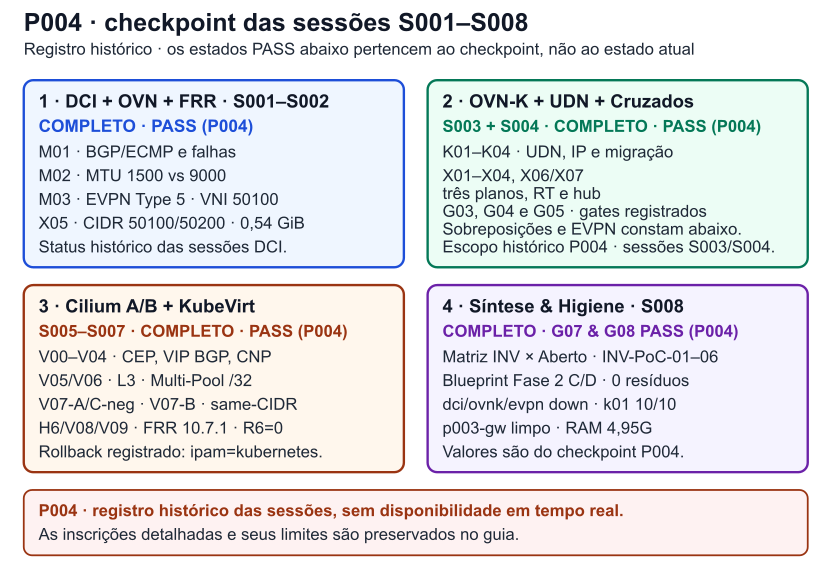 P004 · checkpoint das sessões S001–S008
Registro histórico · os estados PASS abaixo pertencem ao checkpoint, não ao estado atual
1 · DCI + OVN + FRR · S001–S002
COMPLETO · PASS (P004)
M01 · BGP/ECMP e falhas
M02 · MTU 1500 vs 9000
M03 · EVPN Type 5 · VNI 50100
X05 · CIDR 50100/50200 · 0,54 GiB
Status histórico das sessões DCI.
2 · OVN-K + UDN + Cruzados
S003 + S004 · COMPLETO · PASS (P004)
K01–K04 · UDN, IP e migração
X01–X04, X06/X07
três planos, RT e hub
G03, G04 e G05 · gates registrados
Sobreposições e EVPN constam abaixo.
Escopo histórico P004 · sessões S003/S004.
3 · Cilium A/B + KubeVirt
S005–S007 · COMPLETO · PASS (P004)
V00–V04 · CEP, VIP BGP, CNP
V05/V06 · L3 · Multi-Pool /32
V07-A/C-neg · V07-B · same-CIDR
H6/V08/V09 · FRR 10.7.1 · R6=0
Rollback registrado: ipam=kubernetes.
4 · Síntese & Higiene · S008
COMPLETO · G07 & G08 PASS (P004)
Matriz INV × Aberto · INV-PoC-01–06
Blueprint Fase 2 C/D · 0 resíduos
dci/ovnk/evpn down · k01 10/10
p003-gw limpo · RAM 4,95G
Valores são do checkpoint P004.
P004 · registro histórico das sessões, sem disponibilidade em tempo real.
As inscrições detalhadas e seus limites são preservados no guia.